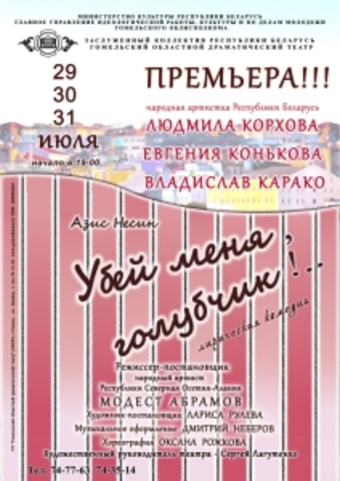 МИНИСТЕРСТВО КУЛЬТУРЫ РЕСПУБЛИКИ БЕЛАРУСЬ
ГЛАВНОЕ УПРАВЛЕНИЕ ИДЕОЛОГИЧЕСКОЙ РАБОТЫ, КУЛЬТУРЫ И ПО ДЕЛАМ МОЛОДЕЖИ
ГОМЕЛЬСКОГО ОБЛИСПОЛКОМА
ЗАСЛУЖЕННЫЙ КОЛЛЕКТИВ РЕСПУБЛИКИ БЕЛАРУСЬ
ГОМЕЛЬСКИЙ ОБЛАСТНОЙ ДРАМАТИЧЕСКИЙ ТЕАТР
29
30
31
ИЮЛЯ
начало в 19-00
ПРЕМЬЕРА!!!
народная артистка Республики Беларусь
ЛЮДМИЛА КОРХОВА
ЕВГЕНИЯ КОНЬКОВА
ВЛАДИСЛАВ КАРАКО
Азис Несин
Убей меня,
голубчик!..
лирическая комедия
Режиссер-постановщик
народный артист
Республики Северная Осетия-Алания
МОДЕСТ АБРАМОВ
Художник-постановщик ЛАРИСА РУЛЕВА
Музыкальное оформление ДМИТРИЙ НЕБЕРОВ
Хореография ОКСАНА РОЖКОВА
Художественный руководитель театра - Сергей Лагутенко
Тел. 74-77-63 74-35-14